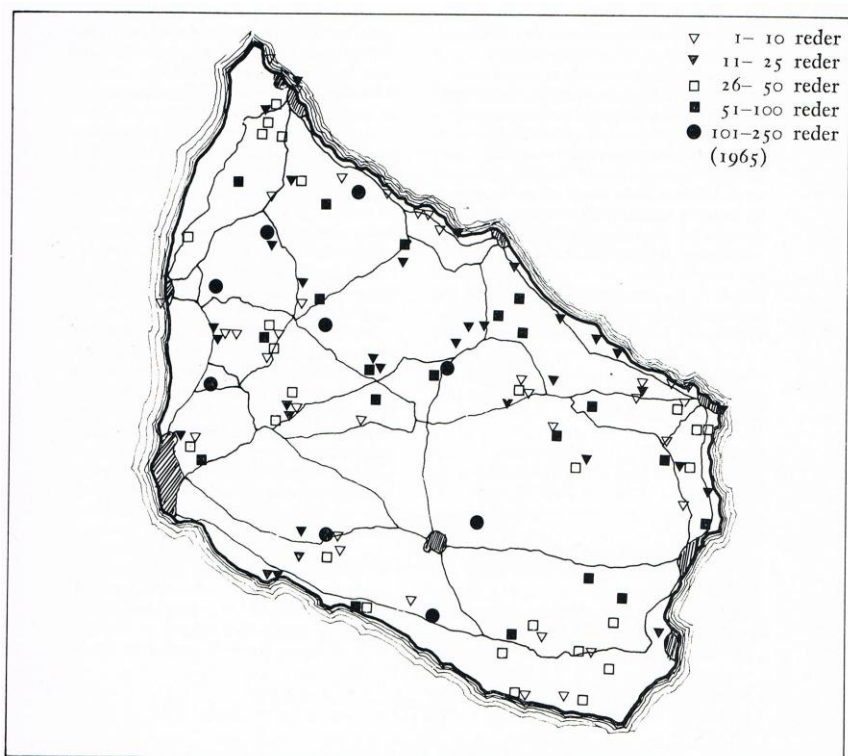 1– 10 reder
11– 25 reder
26– 50 reder
51–100 reder
101–250 reder
(1965)